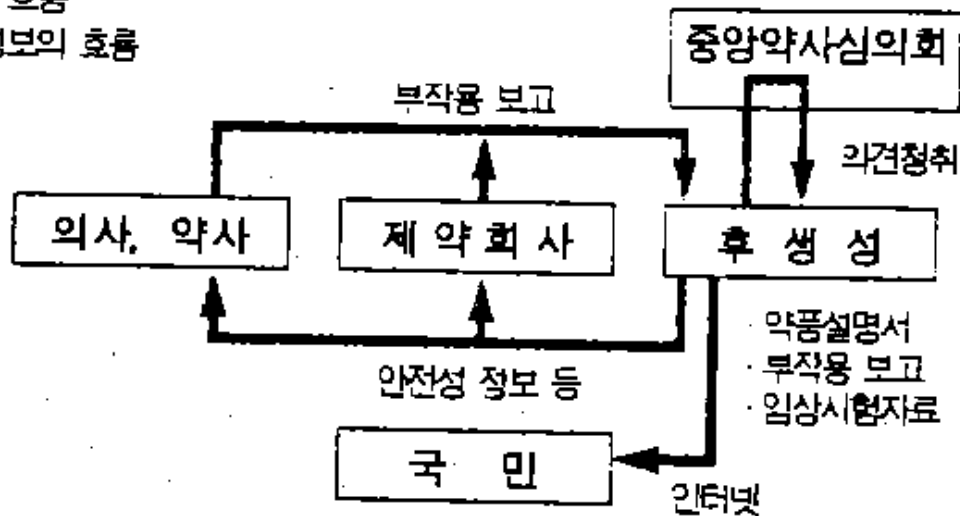 흐름
정보의 흐름
중앙약사심의회
부작용 보고
의견청취
의사, 약사
제약회사
후생성
· 약품설명서
· 부작용 보고
· 임상시험자료
안전성 정보 등
국 민
인터넷